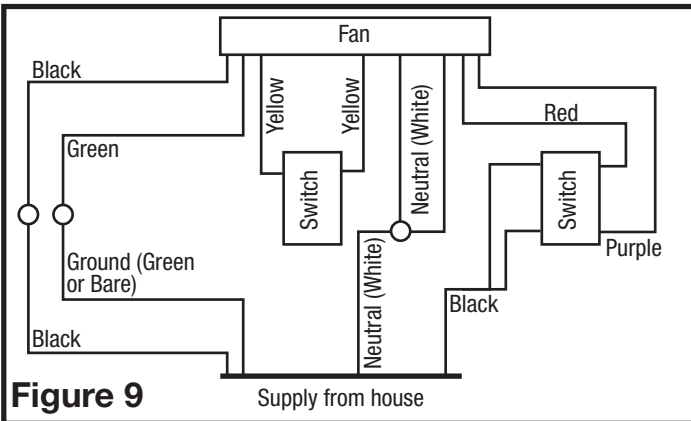 Fan
Black
Yellow
Yellow
Neutral (White)
Red
Green
Switch
Switch
Ground (Green
or Bare)
Neutral (White)
Purple
Black
Black
Figure 9
Supply from house